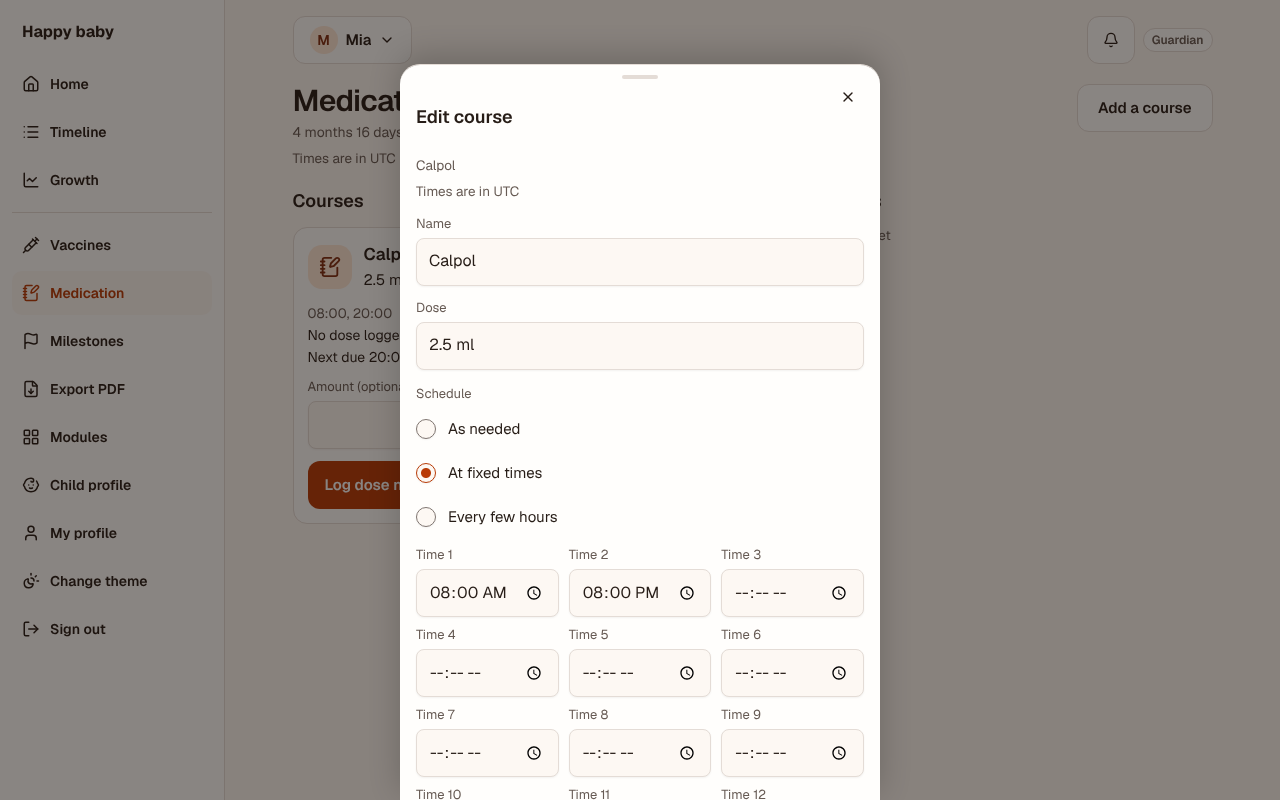 Happy baby
Home
Timeline
Growth
Vaccines
Medication
Milestones
Export PDF
Modules
Child profile
My profile
Change theme
Sign out
M Mia
Guardian
4 months 16 days
Times are in UTC
Add a course
Courses
2.5 m
08:00, 20:00
No dose logge
Next due 20:0
Amount (optiona
Log dose n
et
Edit course
Calpol
Times are in UTC
Name
Calpol
Dose
2.5 ml
Schedule
As needed
At fixed times
Every few hours
Time 1 Time 2 Time 3
08:00 AM 08:00 PM --:-- --
Time 4 Time 5 Time 6
--:-- -- --:-- -- --:-- --
Time 7 Time 8 Time 9
--:-- -- --:-- -- --:-- --
Time 10 Time 11 Time 12